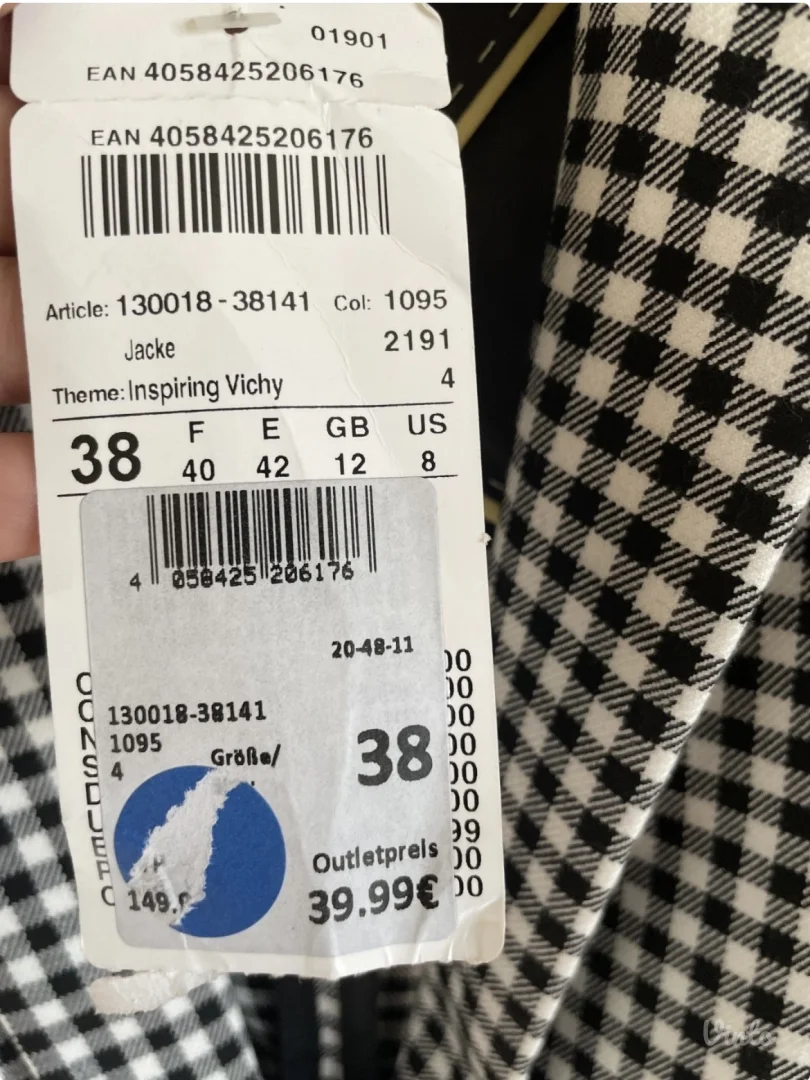 01901
EAN 4058425206176
EAN 4058425206176
Article: 130018-38141 Col: 1095
Jacke 2191
Theme: Inspiring Vichy 4
38 F E GB US
40 42 12 8
4 058425 206176
20-48-11
130018-38141
1095
4 Größe/
38
Outletpreis
149.
39.99€